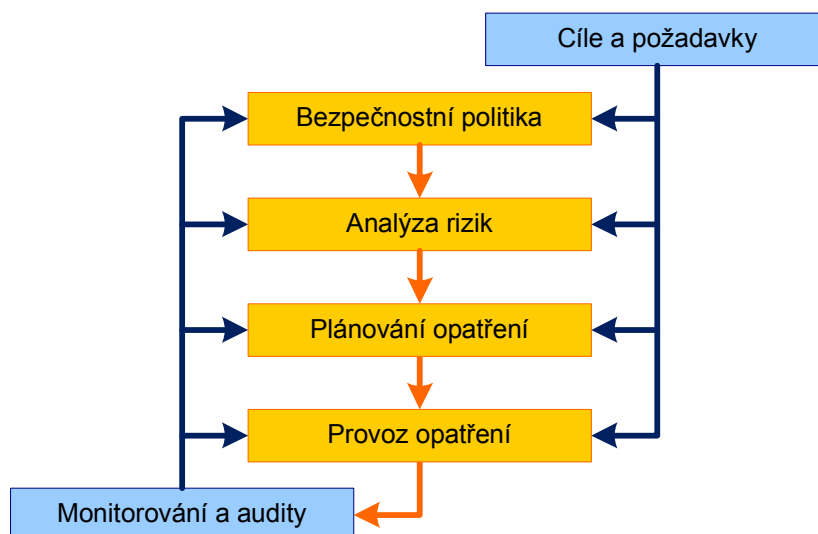 Cíle a požadavky
Bezpečnostní politika
Analýza rizik
Plánování opatření
Provoz opatření
Monitorování a audity